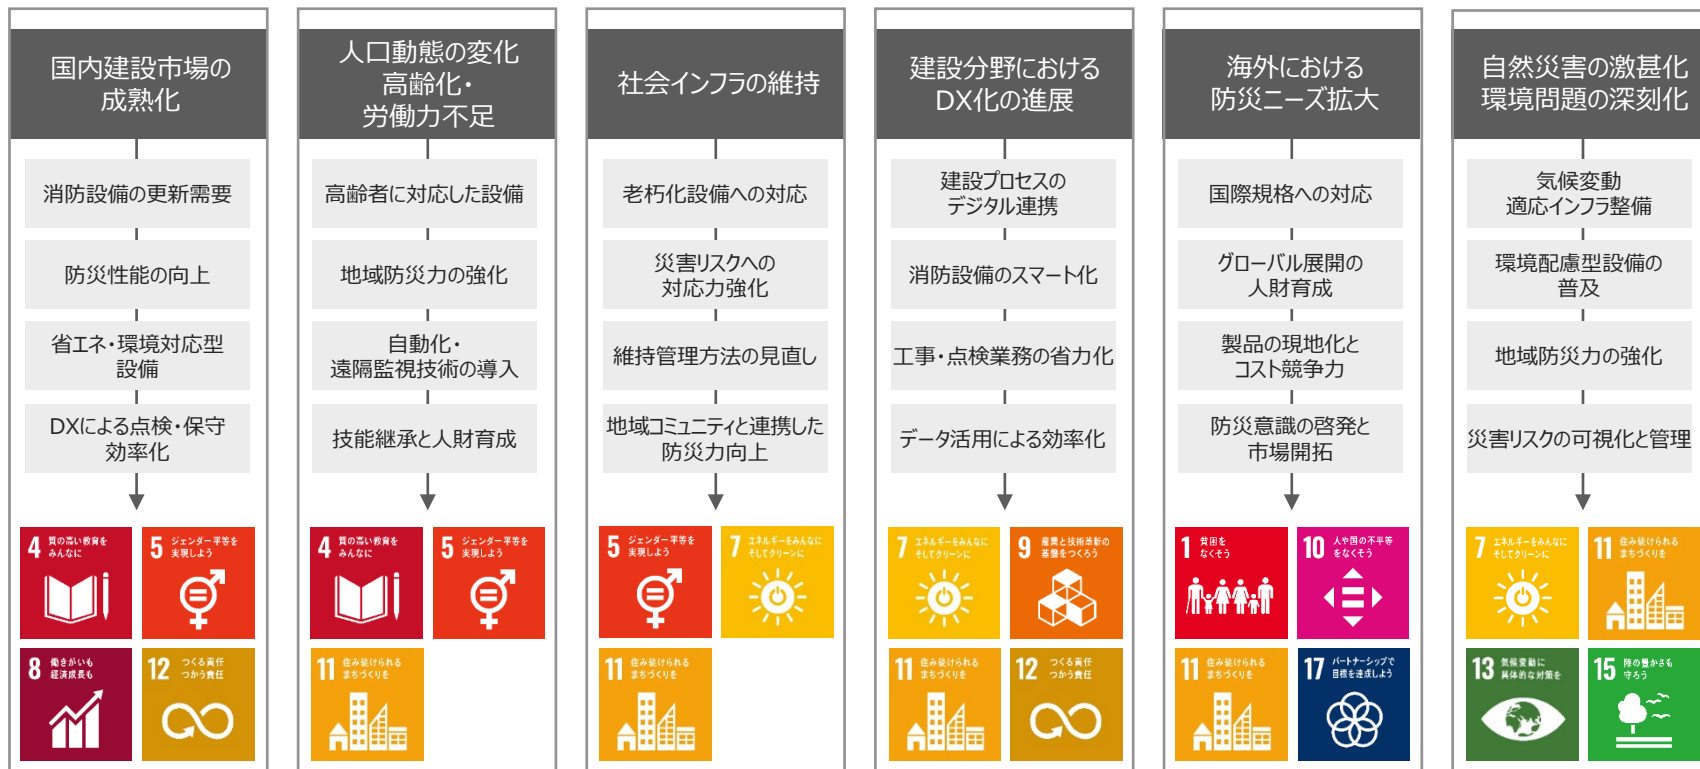 国内建設市場の
成熟化
消防設備の更新需要
防災性能の向上
省エネ・環境対応型
設備
DXによる点検・保守
効率化
4 質の高い教育を
みんなに
5 ジェンダー平等を
実現しよう
8 働きがいも
経済成長も
12 つくる責任
つかう責任
人口動態の変化
高齢化・
労働力不足
高齢者に対応した設備
地域防災力の強化
自動化・
遠隔監視技術の導入
技能継承と人財育成
4 質の高い教育を
みんなに
5 ジェンダー平等を
実現しよう
11 住み続けられる
まちづくりを
社会インフラの維持
老朽化設備への対応
災害リスクへの
対応力強化
維持管理方法の見直し
地域コミュニティと連携した
防災力向上
5 ジェンダー平等を
実現しよう
7 エネルギーをみんなに
そしてクリーンに
11 住み続けられる
まちづくりを
建設分野における
DX化の進展
建設プロセスの
デジタル連携
消防設備のスマート化
工事・点検業務の省力化
データ活用による効率化
7 エネルギーをみんなに
そしてクリーンに
9 産業と技術革新の
基盤をつくろう
11 住み続けられる
まちづくりを
12 つくる責任
つかう責任
海外における
防災ニーズ拡大
国際規格への対応
グローバル展開の
人財育成
製品の現地化と
コスト競争力
防災意識の啓発と
市場開拓
1 貧困を
なくそう
10 人や国の不平等
をなくそう
11 住み続けられる
まちづくりを
17 パートナーシップで
目標を達成しよう
自然災害の激甚化
環境問題の深刻化
気候変動
適応インフラ整備
環境配慮型設備の
普及
地域防災力の強化
災害リスクの可視化と管理
7 エネルギーをみんなに
そしてクリーンに
11 住み続けられる
まちづくりを
13 気候変動に
具体的な対策を
15 陸の豊かさも
守ろう